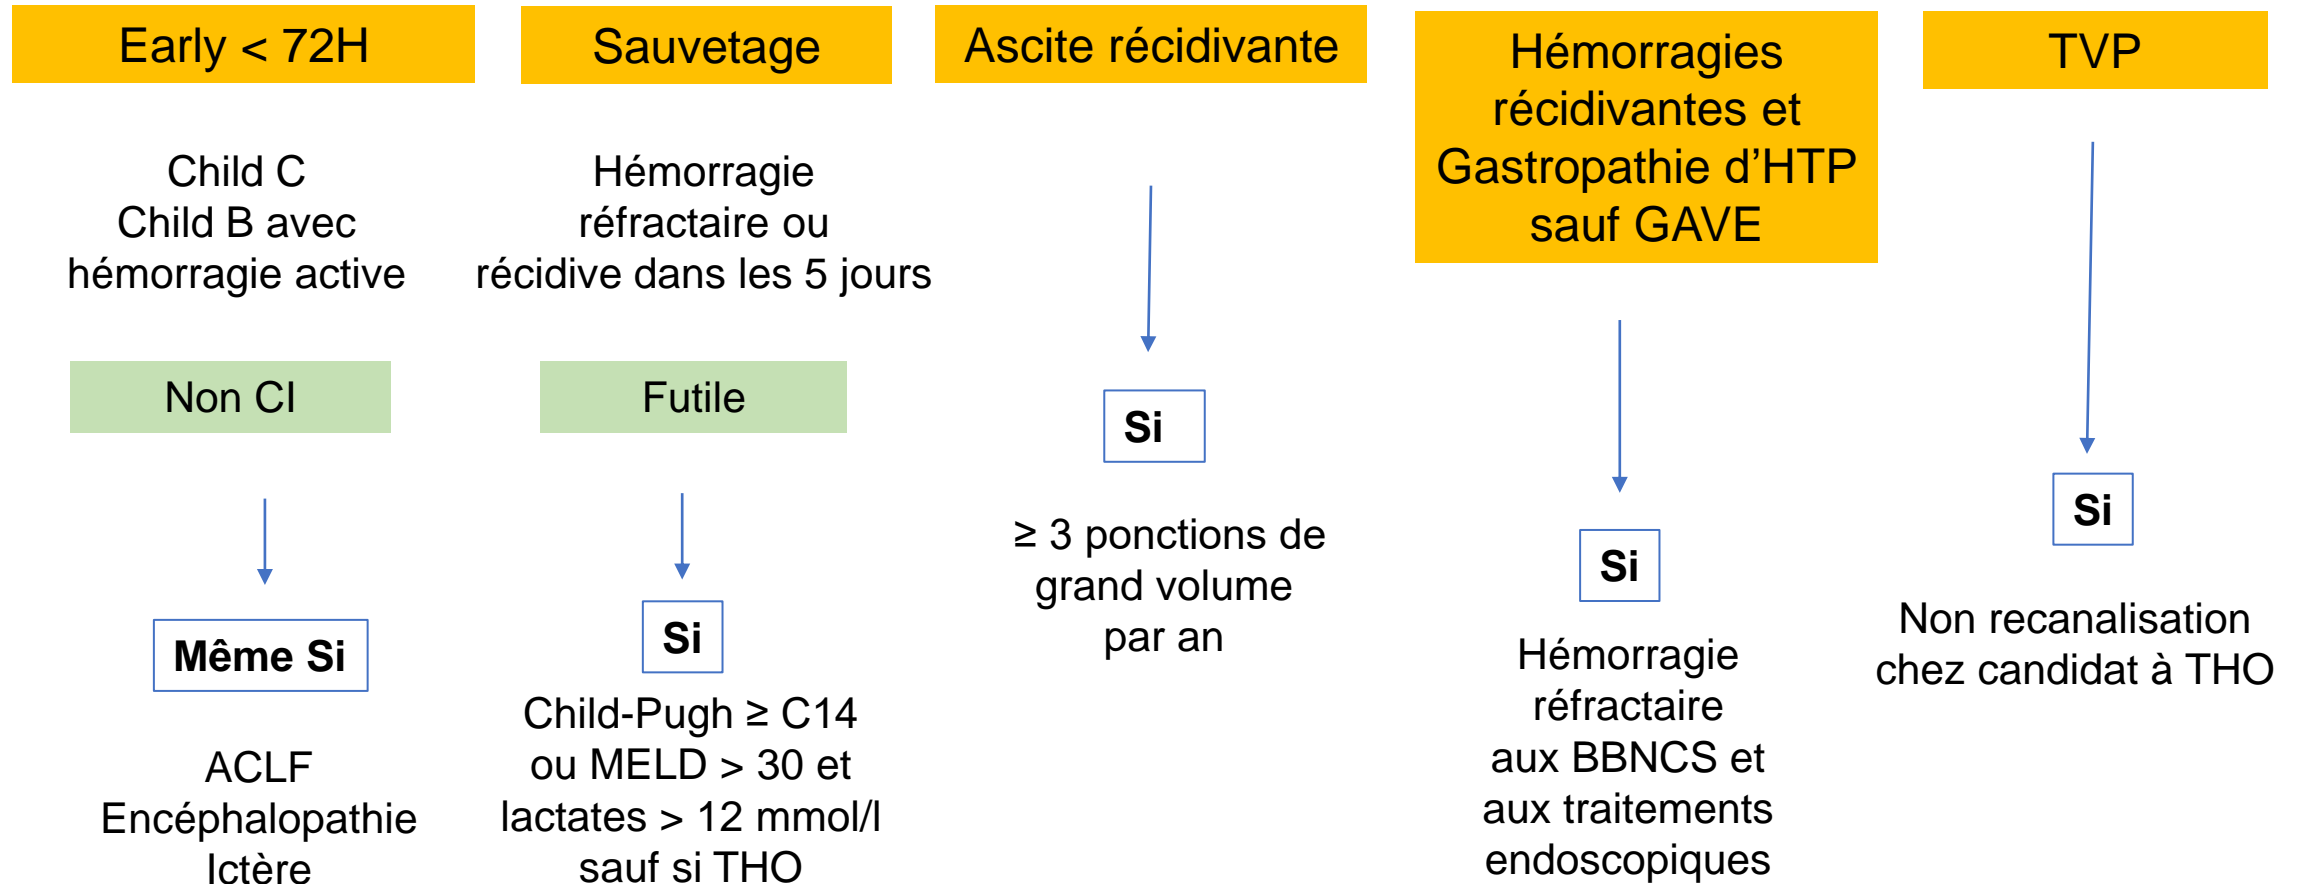 Early < 72H
Child C
Child B avec
hémorragie active
Non CI
Même Si
ACLF
Encéphalopathie
Ictère
Sauvetage
Hémorragie
réfractaire ou
récidive dans les 5 jours
Futile
Si
Child-Pugh ≥ C14
ou MELD > 30 et
lactates > 12 mmol/l
sauf si THO
Ascite récidivante
Si
≥ 3 ponctions de
grand volume
par an
Hémorragies
récidivantes et
Gastropathie d’HTP
sauf GAVE
Si
Hémorragie
réfractaire
aux BBNCS et
aux traitements
endoscopiques
TVP
Si
Non recanalisation
chez candidat à THO